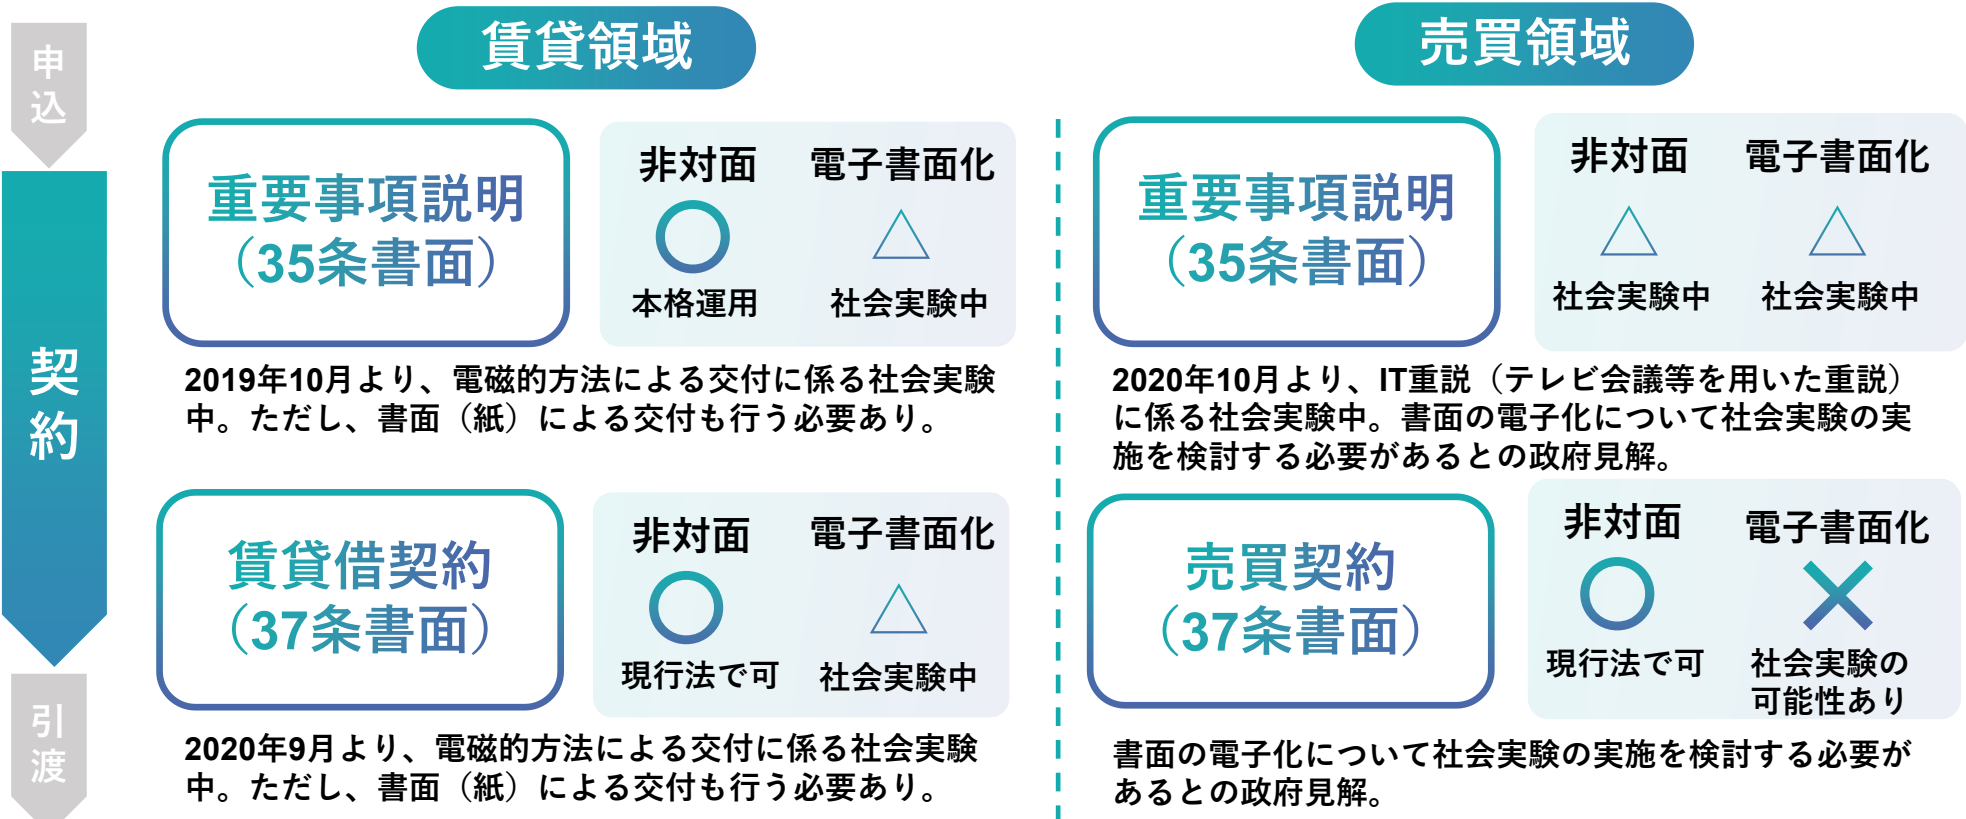 申
込
契
約
引
渡
賃貸領域
重要事項説明
（35条書面）
非対面
電子書面化
本格運用
社会実験中
2019年10月より、電磁的方法による交付に係る社会実験
中。ただし、書面（紙）による交付も行う必要あり。
賃貸借契約
（37条書面）
非対面
電子書面化
現行法で可
社会実験中
2020年9月より、電磁的方法による交付に係る社会実験
中。ただし、書面（紙）による交付も行う必要あり。
売買領域
重要事項説明
（35条書面）
非対面
電子書面化
社会実験中
社会実験中
2020年10月より、IT重説（テレビ会議等を用いた重説）
に係る社会実験中。書面の電子化について社会実験の実
施を検討する必要があるとの政府見解。
売買契約
（37条書面）
非対面
電子書面化
現行法で可
社会実験の
可能性あり
書面の電子化について社会実験の実施を検討する必要が
あるとの政府見解。